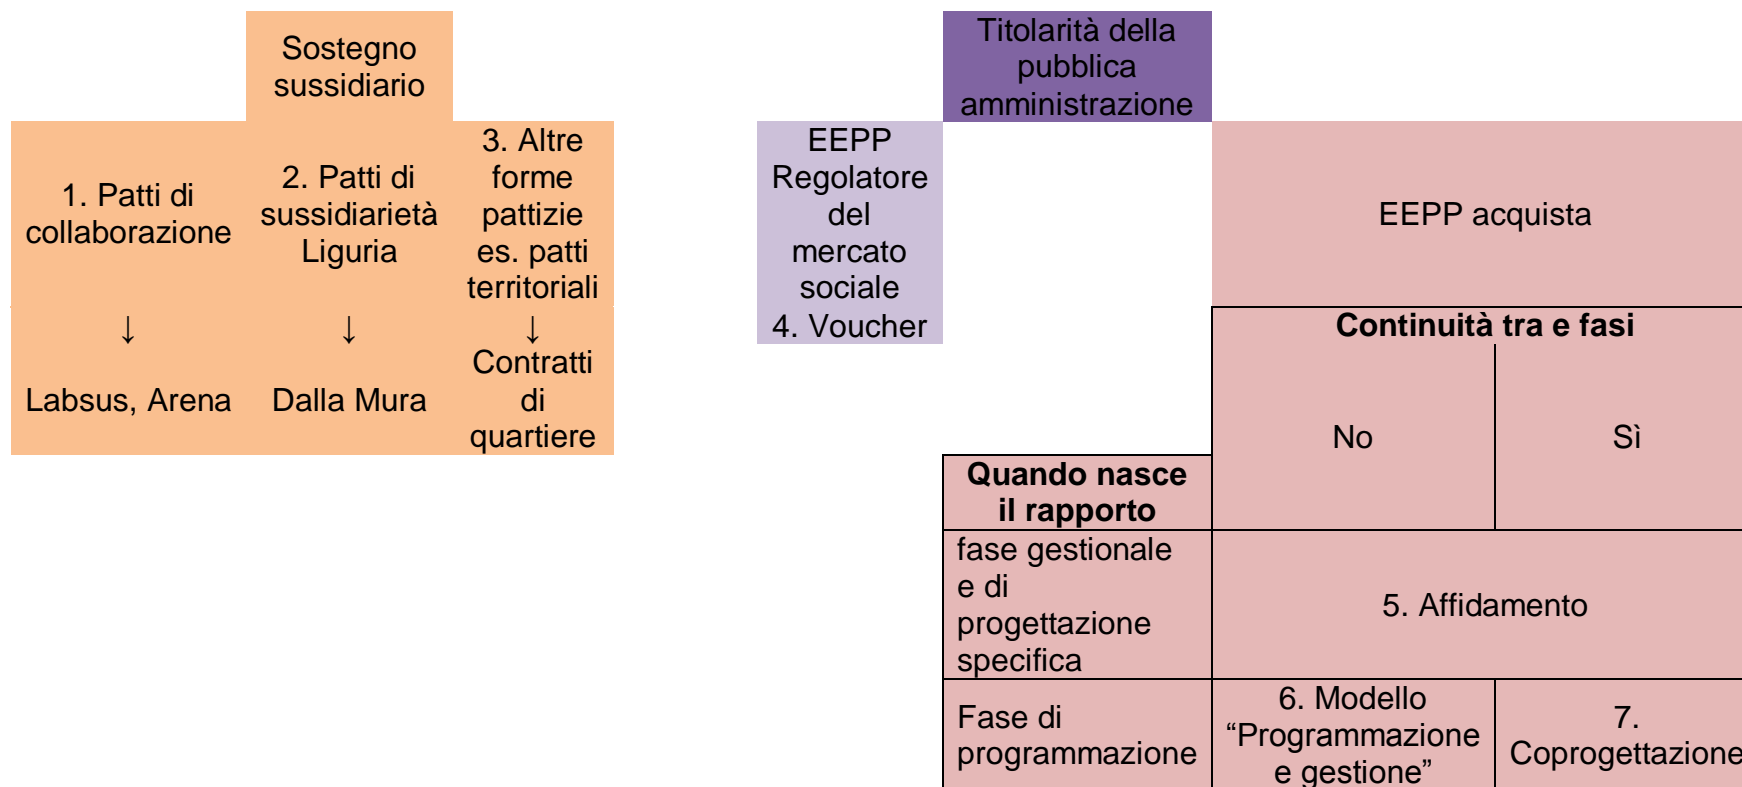 Sostegno
sussidiario
1. Patti di
collaborazione
2. Patti di
sussidiarietà
Liguria
3. Altre
forme
pattizie
es. patti
territoriali
↓
↓
↓
Labsus, Arena
Dalla Mura
Contratti
di
quartiere
Titolarità della
pubblica
amministrazione
EEPP
Regolatore
del
mercato
sociale
4. Voucher
EEPP acquista
Continuità tra e fasi
No
Sì
Quando nasce
il rapporto
fase gestionale
e di
progettazione
specifica
5. Affidamento
Fase di
programmazione
6. Modello
“Programmazione
e gestione”
7.
Coprogettazione